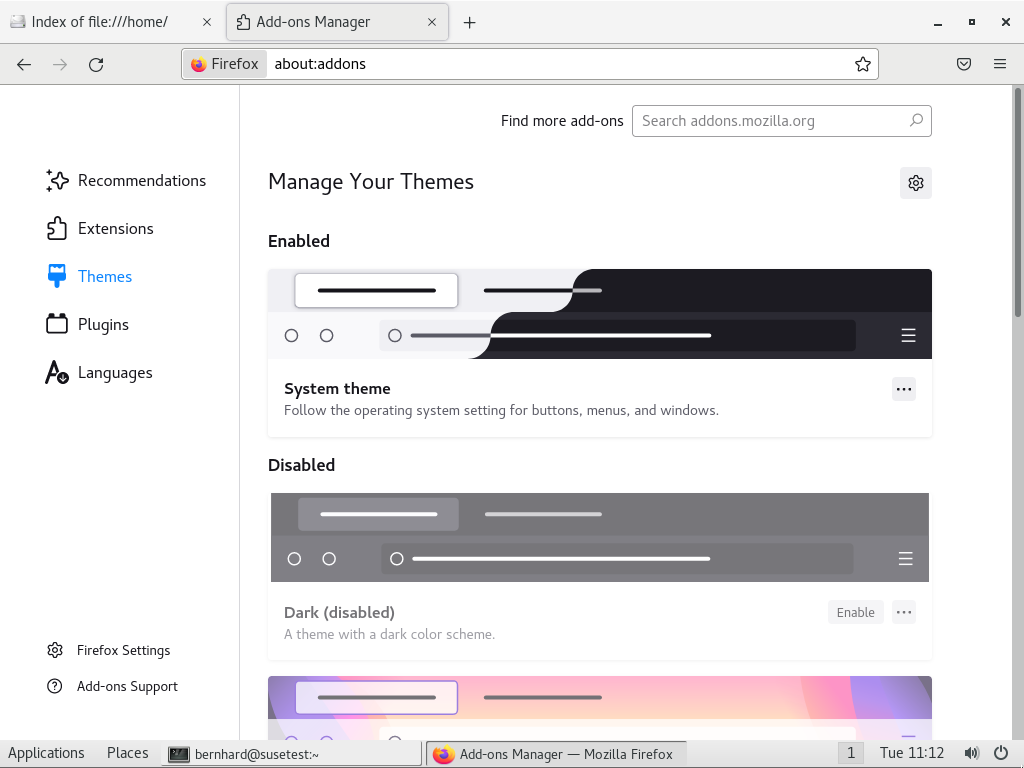 Index of file:///home/
Add-ons Manager
Firefox about:addons
Find more add-ons Search addons.mozilla.org
Recommendations
Extensions
Themes
Plugins
Languages
Firefox Settings
Add-ons Support
Manage Your Themes
Enabled
System theme
Follow the operating system setting for buttons, menus, and windows.
Disabled
Dark (disabled)
Enable
A theme with a dark color scheme.
Applications Places bernhard@susetest:~ Add-ons Manager — Mozilla Firefox 1 Tue 11:12